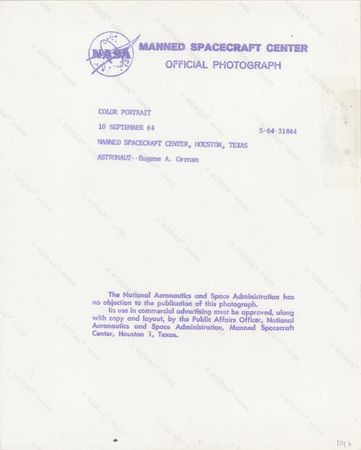 NASA
MANNED SPACECRAFT CENTER
OFFICIAL PHOTOGRAPH
COLOR PORTRAIT
10 SEPTEMBER 64
S-64-31844
MANNED SPACECRAFT CENTER, HOUSTON, TEXAS
ASTRONAUT--Eugene A. Cernan
The National Aeronautics and Space Administration has
no objection to the publication of this photograph.
Its use in commercial advertising must be approved, along
with copy and layout, by the Public Affairs Officer, National
Aeronautics and Space Administration, Manned Spacecraft
Center, Houston 1, Texas.
1012